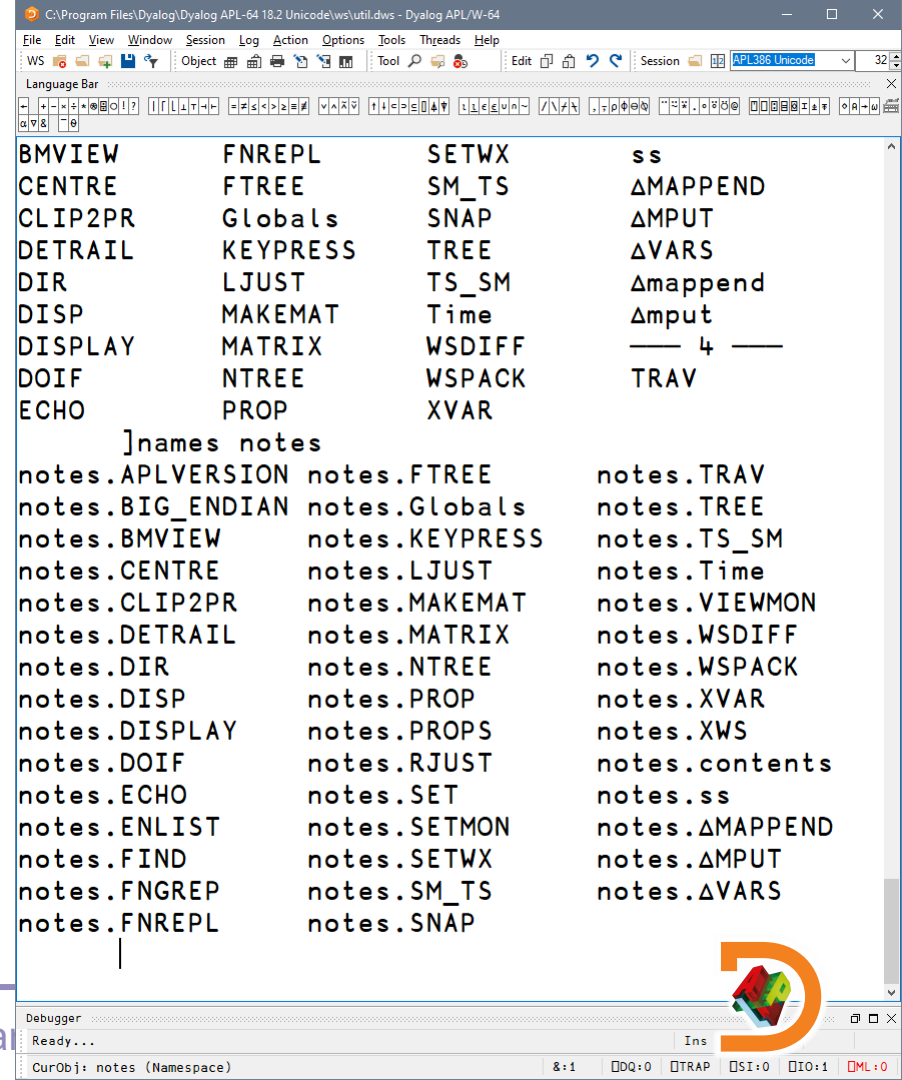 C:\Program Files\Dyalog\Dyalog APL-64 18.2 Unicode\ws\util.dws - Dyalog APL/W-64
File Edit View Window Session Log Action Options Tools Threads Help
WS Object Tool Edit Session APL386 Unicode 32
Language Bar
BMVIEW FNREPL SETWX ss
CENTRE FTREE SM_TS ∆MAPPEND
CLIP2PR Globals SNAP ∆MPUT
DETRAIL KEYPRESS TREE ∆VARS
DIR LJUST TS_SM ∆mappend
DISP MAKEMAT Time ∆mput
DISPLAY MATRIX WSDIFF ─── 4 ───
DOIF NTREE WSPACK TRAV
ECHO PROP XVAR
]names notes
notes.APLVERSION notes.FTREE notes.TRAV
notes.BIG_ENDIAN notes.Globals notes.TREE
notes.BMVIEW notes.KEYPRESS notes.TS_SM
notes.CENTRE notes.LJUST notes.Time
notes.CLIP2PR notes.MAKEMAT notes.VIEWMON
notes.DETRAIL notes.MATRIX notes.WSDIFF
notes.DIR notes.NTREE notes.WSPACK
notes.DISP notes.PROP notes.XVAR
notes.DISPLAY notes.PROPS notes.XWS
notes.DOIF notes.RJUST notes.contents
notes.ECHO notes.SET notes.ss
notes.ENLIST notes.SETMON notes.∆MAPPEND
notes.FIND notes.SETWX notes.∆MPUT
notes.FNGREP notes.SM_TS notes.∆VARS
notes.FNREPL notes.SNAP
Debugger
Ready... Ins
CurObj: notes (Namespace) &:1 ⎕DQ:0 ⎕TRAP ⎕SI:0 ⎕IO:1 ⎕ML:0